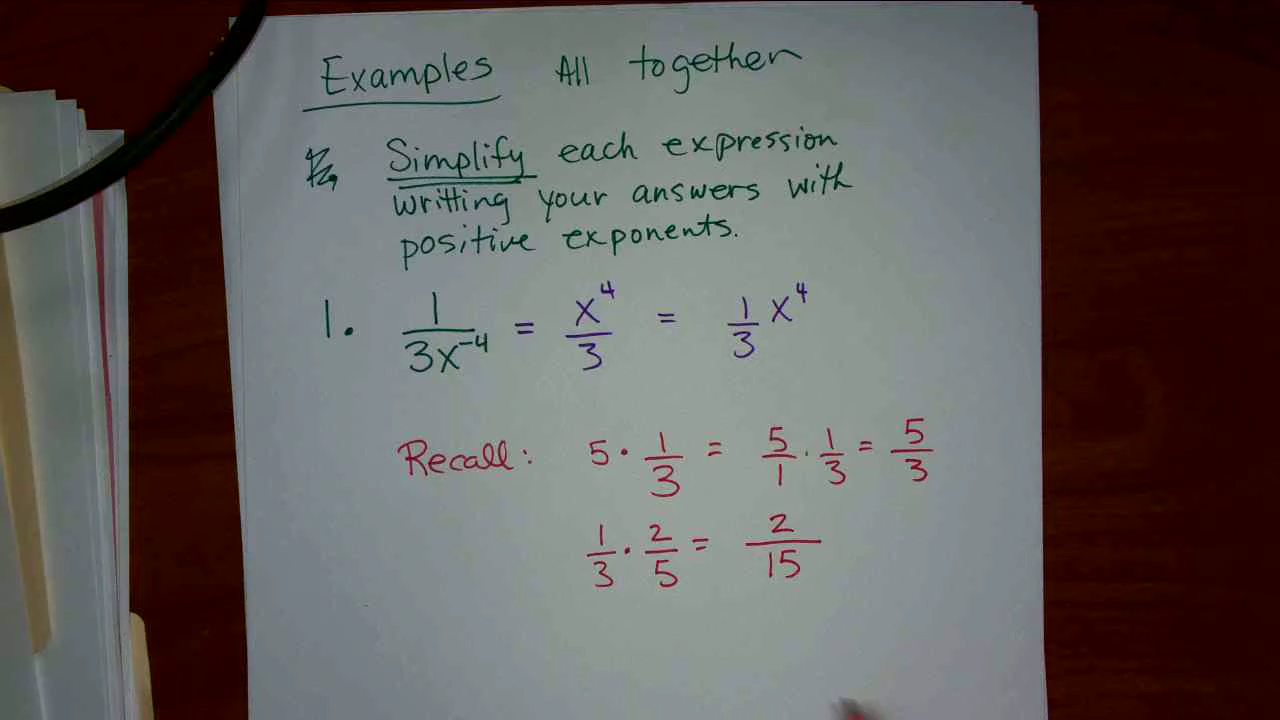 Examples All together
Simplify each expression
writting your answers with
positive exponents.
1. 1/(3x⁻⁴) = x⁴/3 = 1/3 x⁴
Recall: 5 · 1/3 = 5/1 · 1/3 = 5/3
1/3 · 2/5 = 2/15